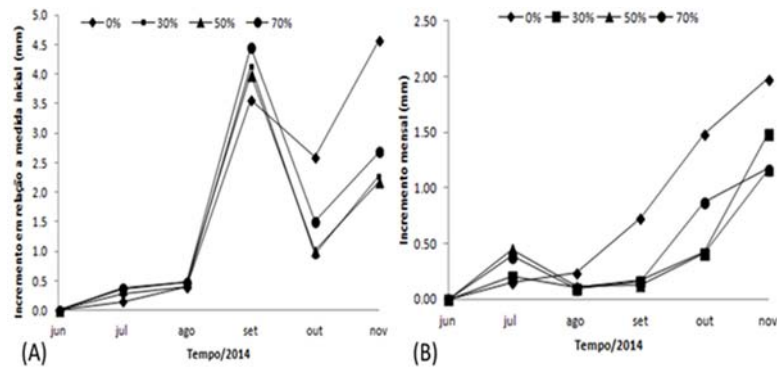 0% 30% 50% 70%
Incremento em relação a medida inicial (mm)
5.0
4.5
4.0
3.5
3.0
2.5
2.0
1.5
1.0
0.5
0.0
jun jul ago set out nov
Tempo/2014
(A)
0% 30% 50% 70%
Incremento mensal (mm)
2.50
2.00
1.50
1.00
0.50
0.00
jun jul ago set out nov
Tempo/2014
(B)